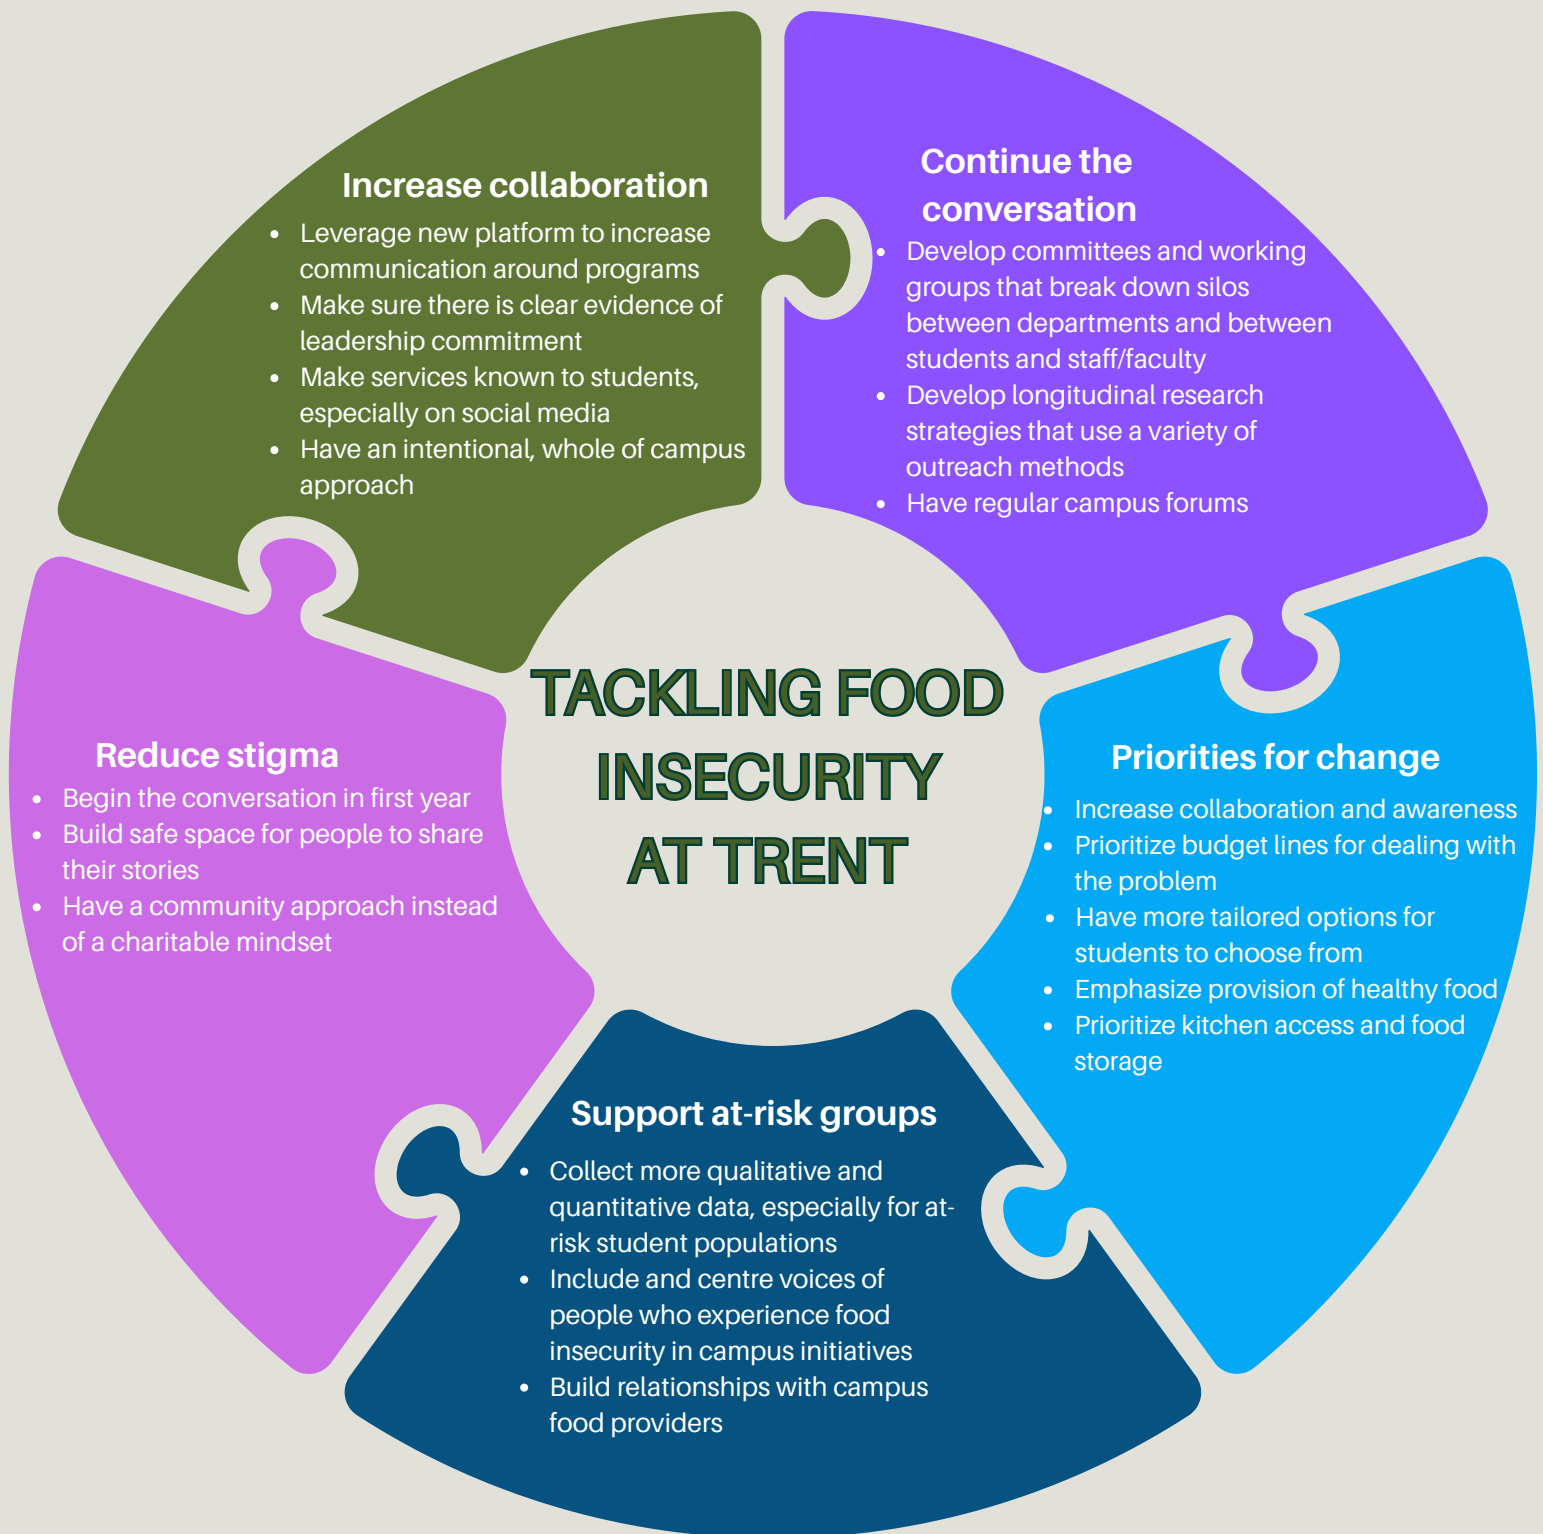 Increase collaboration
• Leverage new platform to increase
communication around programs
• Make sure there is clear evidence of
leadership commitment
• Make services known to students,
especially on social media
• Have an intentional, whole of campus
approach
Continue the
conversation
• Develop committees and working
groups that break down silos
between departments and between
students and staff/faculty
• Develop longitudinal research
strategies that use a variety of
outreach methods
• Have regular campus forums
TACKLING FOOD
INSECURITY
AT TRENT
Reduce stigma
• Begin the conversation in first year
• Build safe space for people to share
their stories
• Have a community approach instead
of a charitable mindset
Priorities for change
• Increase collaboration and awareness
• Prioritize budget lines for dealing with
the problem
• Have more tailored options for
students to choose from
• Emphasize provision of healthy food
• Prioritize kitchen access and food
storage
Support at-risk groups
• Collect more qualitative and
quantitative data, especially for at-
risk student populations
• Include and centre voices of
people who experience food
insecurity in campus initiatives
• Build relationships with campus
food providers